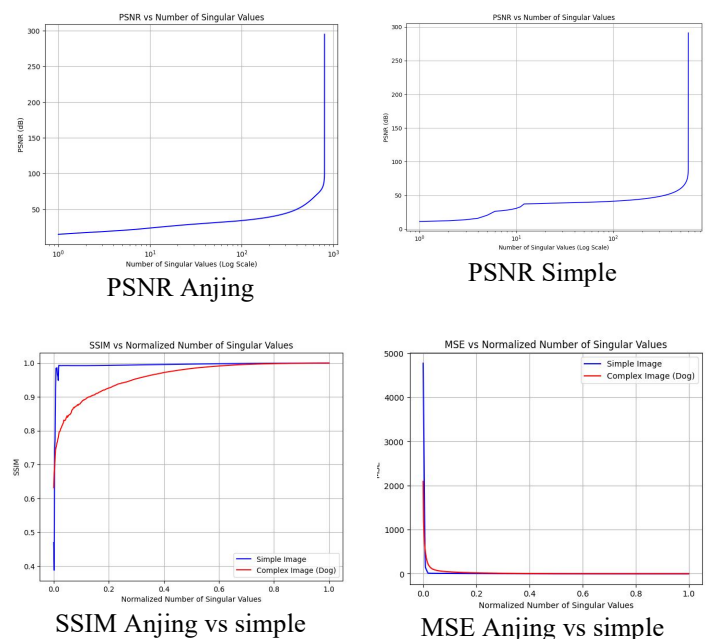 PSNR vs Number of Singular Values
300
250
200
150
100
50
PSNR (dB)
10⁰
10¹
10²
10³
Number of Singular Values (Log Scale)
PSNR Anjing
PSNR vs Number of Singular Values
300
250
200
150
100
50
0
PSNR (dB)
10⁰
10¹
10²
Number of Singular Values (Log Scale)
PSNR Simple
SSIM vs Normalized Number of Singular Values
1.0
0.9
0.8
0.7
0.6
0.5
0.4
SSIM
Simple Image
Complex Image (Dog)
0.0
0.2
0.4
0.6
0.8
1.0
Normalized Number of Singular Values
SSIM Anjing vs simple
MSE vs Normalized Number of Singular Values
5000
4000
3000
2000
1000
0
MSE
Simple Image
Complex Image (Dog)
0.0
0.2
0.4
0.6
0.8
1.0
Normalized Number of Singular Values
MSE Anjing vs simple